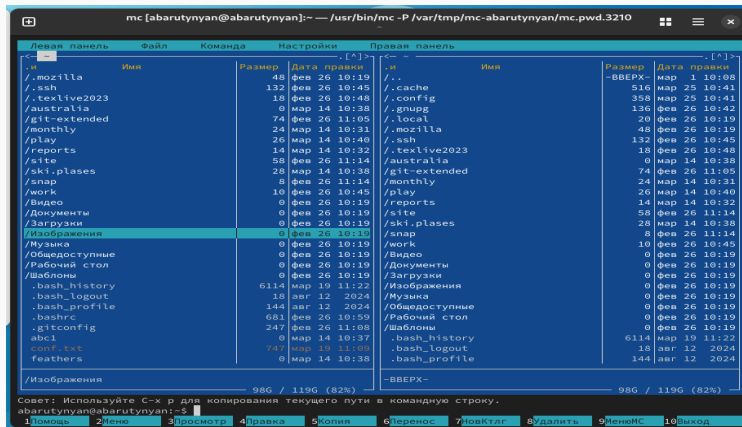 mc [abarutynyan@abarutynyan]:~ — /usr/bin/mc -P /var/tmp/mc-abarutynyan/mc.pwd.3210
Левая панель Файл Команда Настройки Правая панель
<— ~ .[^]> <— ~ .[^]>
.и Имя Размер Дата правки .и Имя Размер Дата правки
/.mozilla 48 фев 26 10:19 /.. -ВВЕРХ- мар 1 10:08
/.ssh 132 фев 26 10:45 /.cache 516 мар 25 10:41
/.texlive2023 18 фев 26 10:48 /.config 358 мар 25 10:41
/australia 0 мар 14 10:38 /.gnupg 136 фев 26 10:42
/git-extended 74 фев 26 11:05 /.local 20 фев 26 10:19
/monthly 24 мар 14 10:31 /.mozilla 48 фев 26 10:19
/play 26 мар 14 10:40 /.ssh 132 фев 26 10:45
/reports 14 мар 14 10:32 /.texlive2023 18 фев 26 10:48
/site 58 фев 26 11:14 /australia 0 мар 14 10:38
/ski.plases 28 мар 14 10:38 /git-extended 74 фев 26 11:05
/snap 8 фев 26 11:14 /monthly 24 мар 14 10:31
/work 10 фев 26 10:45 /play 26 мар 14 10:40
/Видео 0 фев 26 10:19 /reports 14 мар 14 10:32
/Документы 0 фев 26 10:19 /site 58 фев 26 11:14
/Загрузки 0 фев 26 10:19 /ski.plases 28 мар 14 10:38
/Изображения 0 фев 26 10:19 /snap 8 фев 26 11:14
/Музыка 0 фев 26 10:19 /work 10 фев 26 10:45
/Общедоступные 0 фев 26 10:19 /Видео 0 фев 26 10:19
/Рабочий стол 0 фев 26 10:19 /Документы 0 фев 26 10:19
/Шаблоны 0 фев 26 10:19 /Загрузки 0 фев 26 10:19
.bash_history 6114 мар 19 11:22 /Изображения 0 фев 26 10:19
.bash_logout 18 авг 12 2024 /Музыка 0 фев 26 10:19
.bash_profile 144 авг 12 2024 /Общедоступные 0 фев 26 10:19
.bashrc 681 фев 26 10:59 /Рабочий стол 0 фев 26 10:19
.gitconfig 247 фев 26 11:08 /Шаблоны 0 фев 26 10:19
abc1 0 мар 14 10:37 .bash_history 6114 мар 19 11:22
conf.txt 747 мар 19 11:09 .bash_logout 18 авг 12 2024
feathers 0 мар 14 10:38 .bash_profile 144 авг 12 2024
/Изображения -ВВЕРХ-
98G / 119G (82%) 98G / 119G (82%)
Совет: Используйте C-x p для копирования текущего пути в командную строку.
abarutynyan@abarutynyan:~$
1Помощь 2Меню 3Просмотр 4Правка 5Копия 6Перенос 7НовКтлг 8Удалить 9МенюМС 10Выход